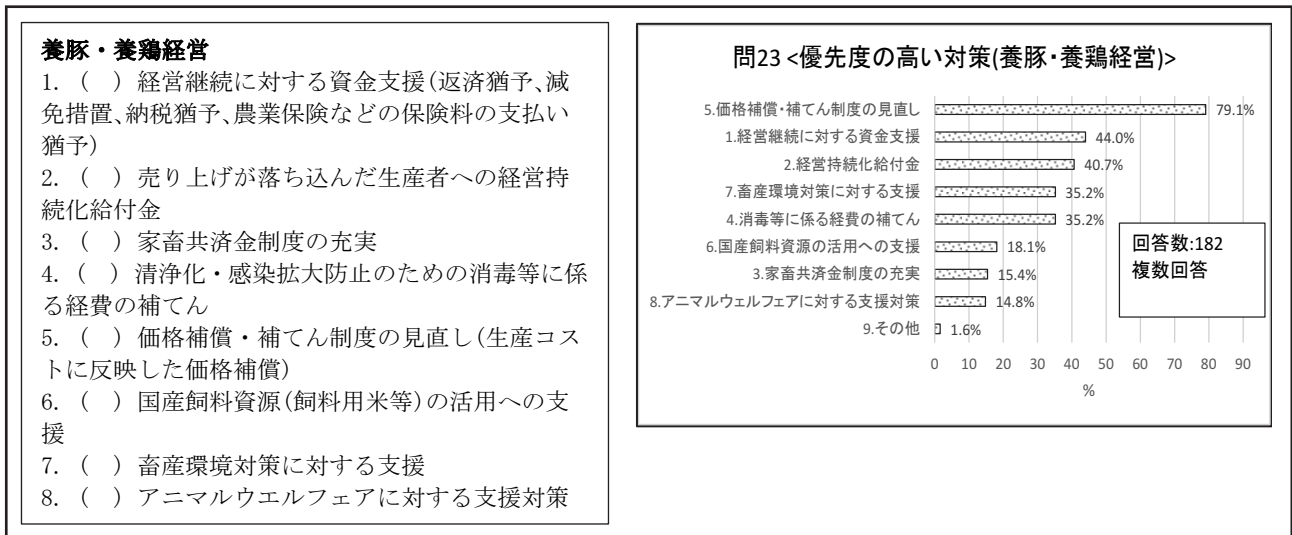 養豚・養鶏経営
1. (　) 経営継続に対する資金支援(返済猶予、減
免措置、納税猶予、農業保険などの保険料の支払い
猶予)
2. (　) 売り上げが落ち込んだ生産者への経営持
続化給付金
3. (　) 家畜共済金制度の充実
4. (　) 清浄化・感染拡大防止のための消毒等に係
る経費の補てん
5. (　) 価格補償・補てん制度の見直し(生産コス
トに反映した価格補償)
6. (　) 国産飼料資源(飼料用米等)の活用への支
援
7. (　) 畜産環境対策に対する支援
8. (　) アニマルウエルフェアに対する支援対策
問23 <優先度の高い対策(養豚・養鶏経営)>
5.価格補償・補てん制度の見直し 79.1%
1.経営継続に対する資金支援 44.0%
2.経営持続化給付金 40.7%
7.畜産環境対策に対する支援 35.2%
4.消毒等に係る経費の補てん 35.2%
6.国産飼料資源の活用への支援 18.1%
3.家畜共済金制度の充実 15.4%
8.アニマルウェルフェアに対する支援対策 14.8%
9.その他 1.6%
回答数:182
複数回答
0 10 20 30 40 50 60 70 80 90
%